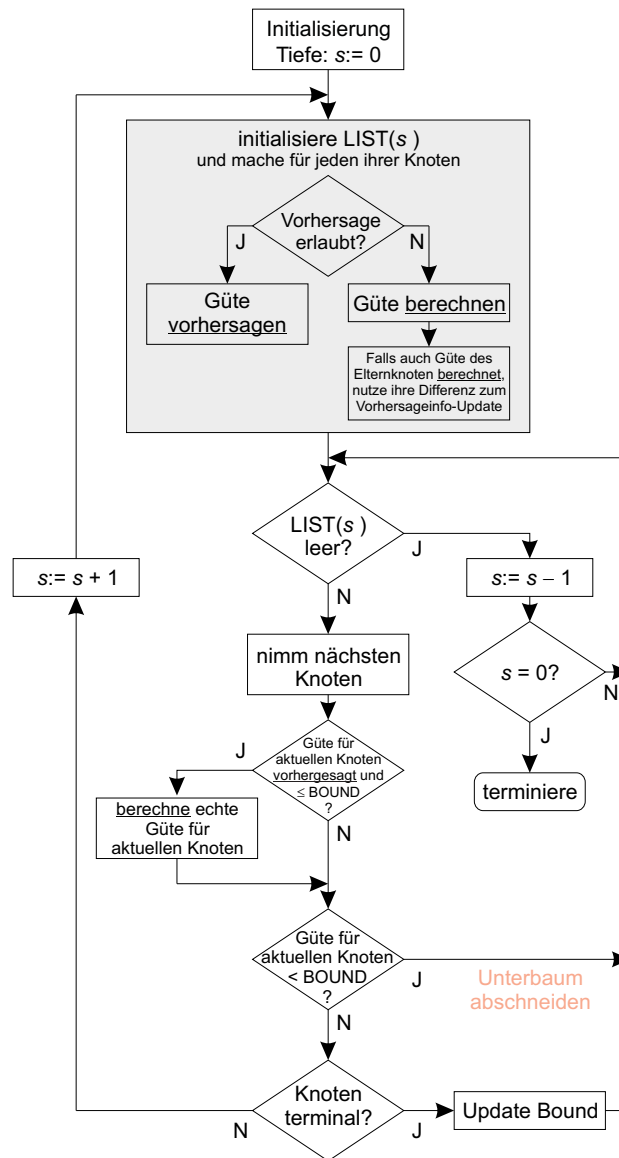 Initialisierung
Tiefe: s:= 0
initialisiere LIST(s )
und mache für jeden ihrer Knoten
Vorhersage
erlaubt?
J
N
Güte
vorhersagen
Güte berechnen
Falls auch Güte des
Elternknoten berechnet,
nutze ihre Differenz zum
Vorhersageinfo-Update
LIST(s )
leer?
J
N
s:= s + 1
s:= s − 1
nimm nächsten
Knoten
s = 0?
N
J
terminiere
Güte für
aktuellen Knoten
vorhergesagt und
≤ BOUND
?
J
N
berechne echte
Güte für
aktuellen Knoten
Güte für
aktuellen Knoten
< BOUND
?
J
N
Unterbaum
abschneiden
Knoten
terminal?
N
J
Update Bound